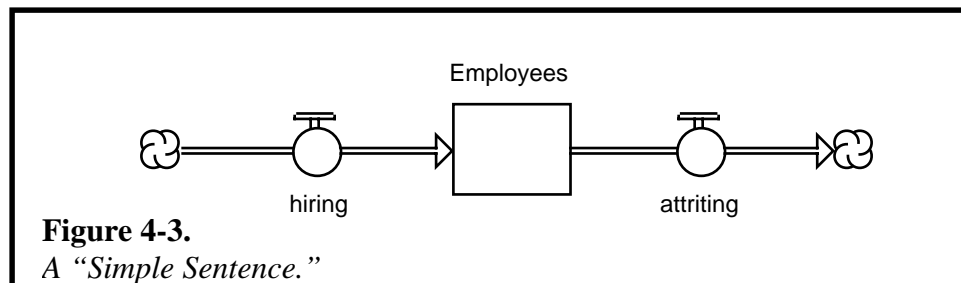 Employees
hiring
attriting
Figure 4-3.
A “Simple Sentence.”